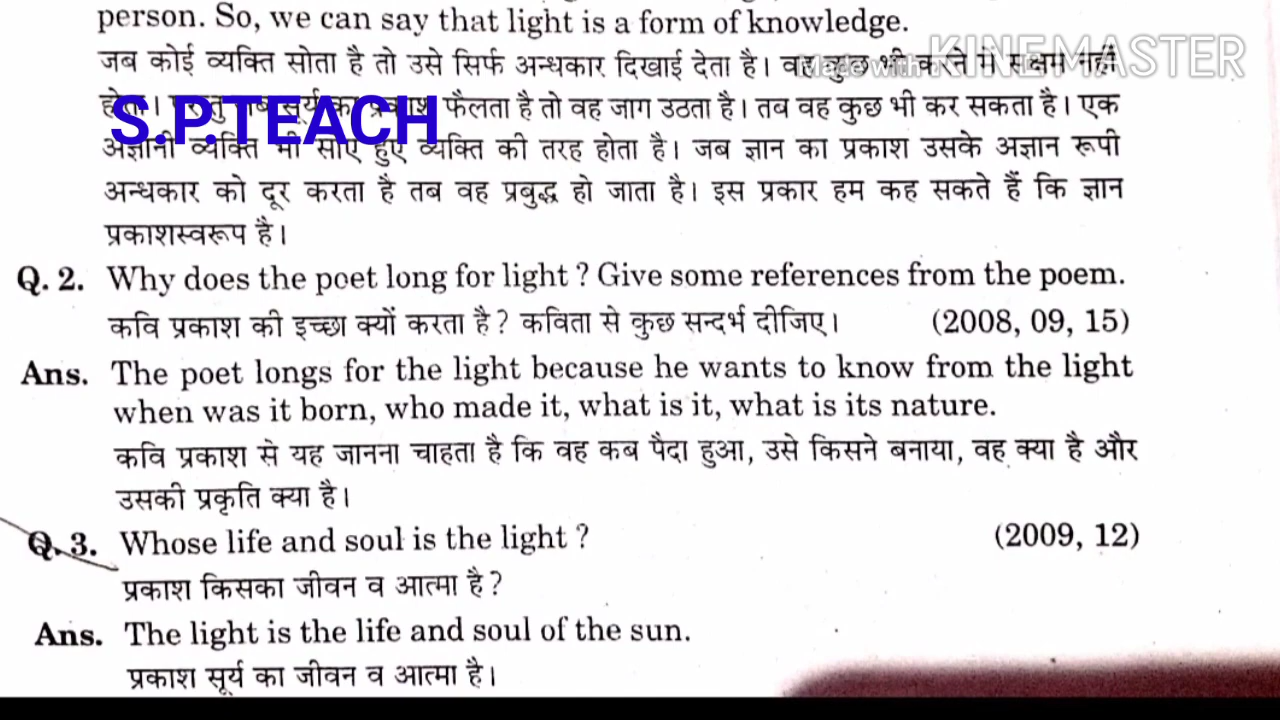 person. So, we can say that light is a form of knowledge.
जब कोई व्यक्ति सोता है तो उसे सिर्फ अन्धकार दिखाई देता है। वह कुछ भी करने में सक्षम नहीं
Made with KINEMASTER
होता। सूर्य का प्रकाश फैलता है तो वह जाग उठता है। तब वह कुछ भी कर सकता है। एक
S.P.TEACH
अज्ञानी व्यक्ति भी सोए हुए व्यक्ति की तरह होता है। जब ज्ञान का प्रकाश उसके अज्ञान रूपी
अन्धकार को दूर करता है तब वह प्रबुद्ध हो जाता है। इस प्रकार हम कह सकते हैं कि ज्ञान
प्रकाशस्वरूप है।
Q. 2. Why does the poet long for light ? Give some references from the poem.
कवि प्रकाश की इच्छा क्यों करता है? कविता से कुछ सन्दर्भ दीजिए। (2008, 09, 15)
Ans. The poet longs for the light because he wants to know from the light
when was it born, who made it, what is it, what is its nature.
कवि प्रकाश से यह जानना चाहता है कि वह कब पैदा हुआ, उसे किसने बनाया, वह क्या है और
उसकी प्रकृति क्या है।
Q. 3. Whose life and soul is the light ? (2009, 12)
प्रकाश किसका जीवन व आत्मा है?
Ans. The light is the life and soul of the sun.
प्रकाश सूर्य का जीवन व आत्मा है।